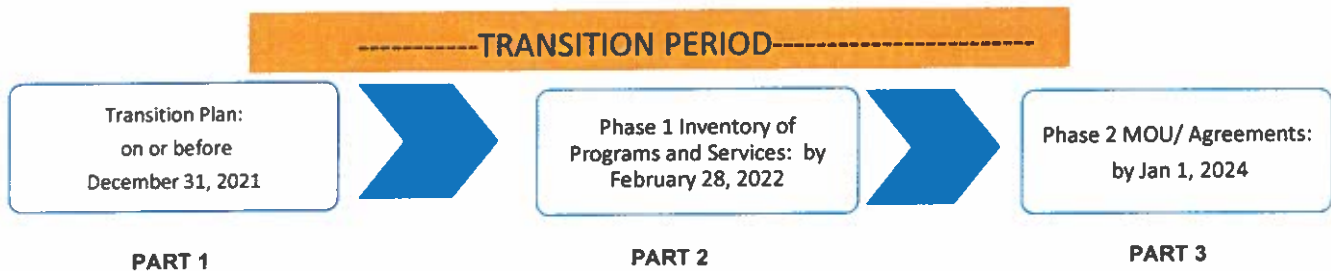 -----------TRANSITION PERIOD------------------------
Transition Plan:
on or before
December 31, 2021
Phase 1 Inventory of
Programs and Services: by
February 28, 2022
Phase 2 MOU/ Agreements:
by Jan 1, 2024
PART 1
PART 2
PART 3